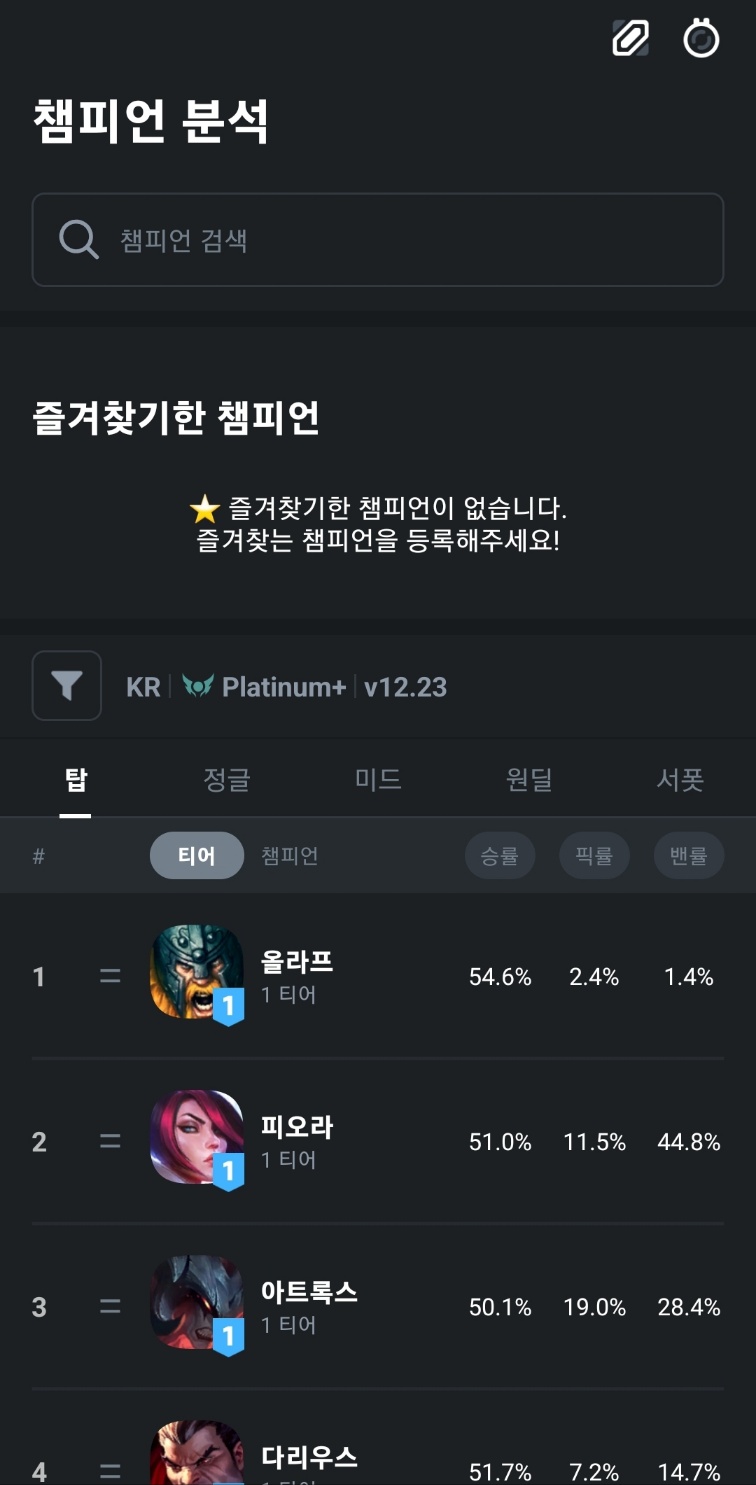 챔피언 분석
챔피언 검색
즐겨찾기한 챔피언
⭐ 즐겨찾기한 챔피언이 없습니다.
즐겨찾는 챔피언을 등록해주세요!
KR | Platinum+ | v12.23
탑 정글 미드 원딜 서폿
# 티어 챔피언 승률 픽률 밴률
1 = 올라프 54.6% 2.4% 1.4%
1 1 티어
2 = 피오라 51.0% 11.5% 44.8%
1 1 티어
3 = 아트록스 50.1% 19.0% 28.4%
1 1 티어
4 = 다리우스 51.7% 7.2% 14.7%